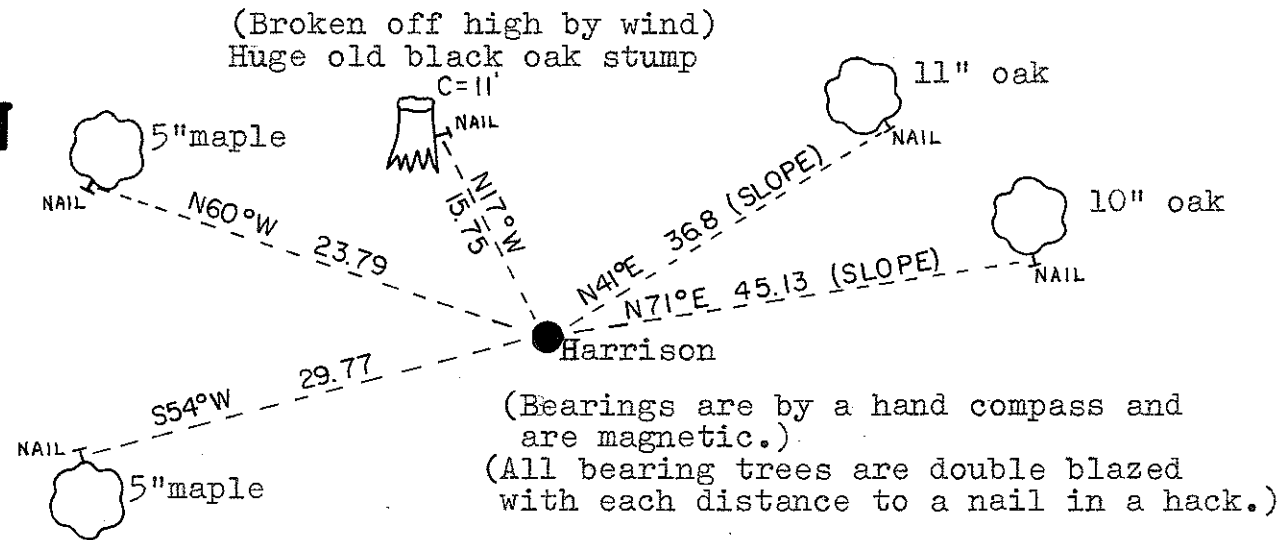 (Broken off high by wind)
Huge old black oak stump
C=11'
NAIL
5"maple
NAIL
11" oak
NAIL
10" oak
NAIL
N60°W 23.79
N17°W
15.75
N41°E 36.8 (SLOPE)
N71°E 45.13 (SLOPE)
Harrison
S54°W 29.77
NAIL
5"maple
(Bearings are by a hand compass and
are magnetic.)
(All bearing trees are double blazed
with each distance to a nail in a hack.)